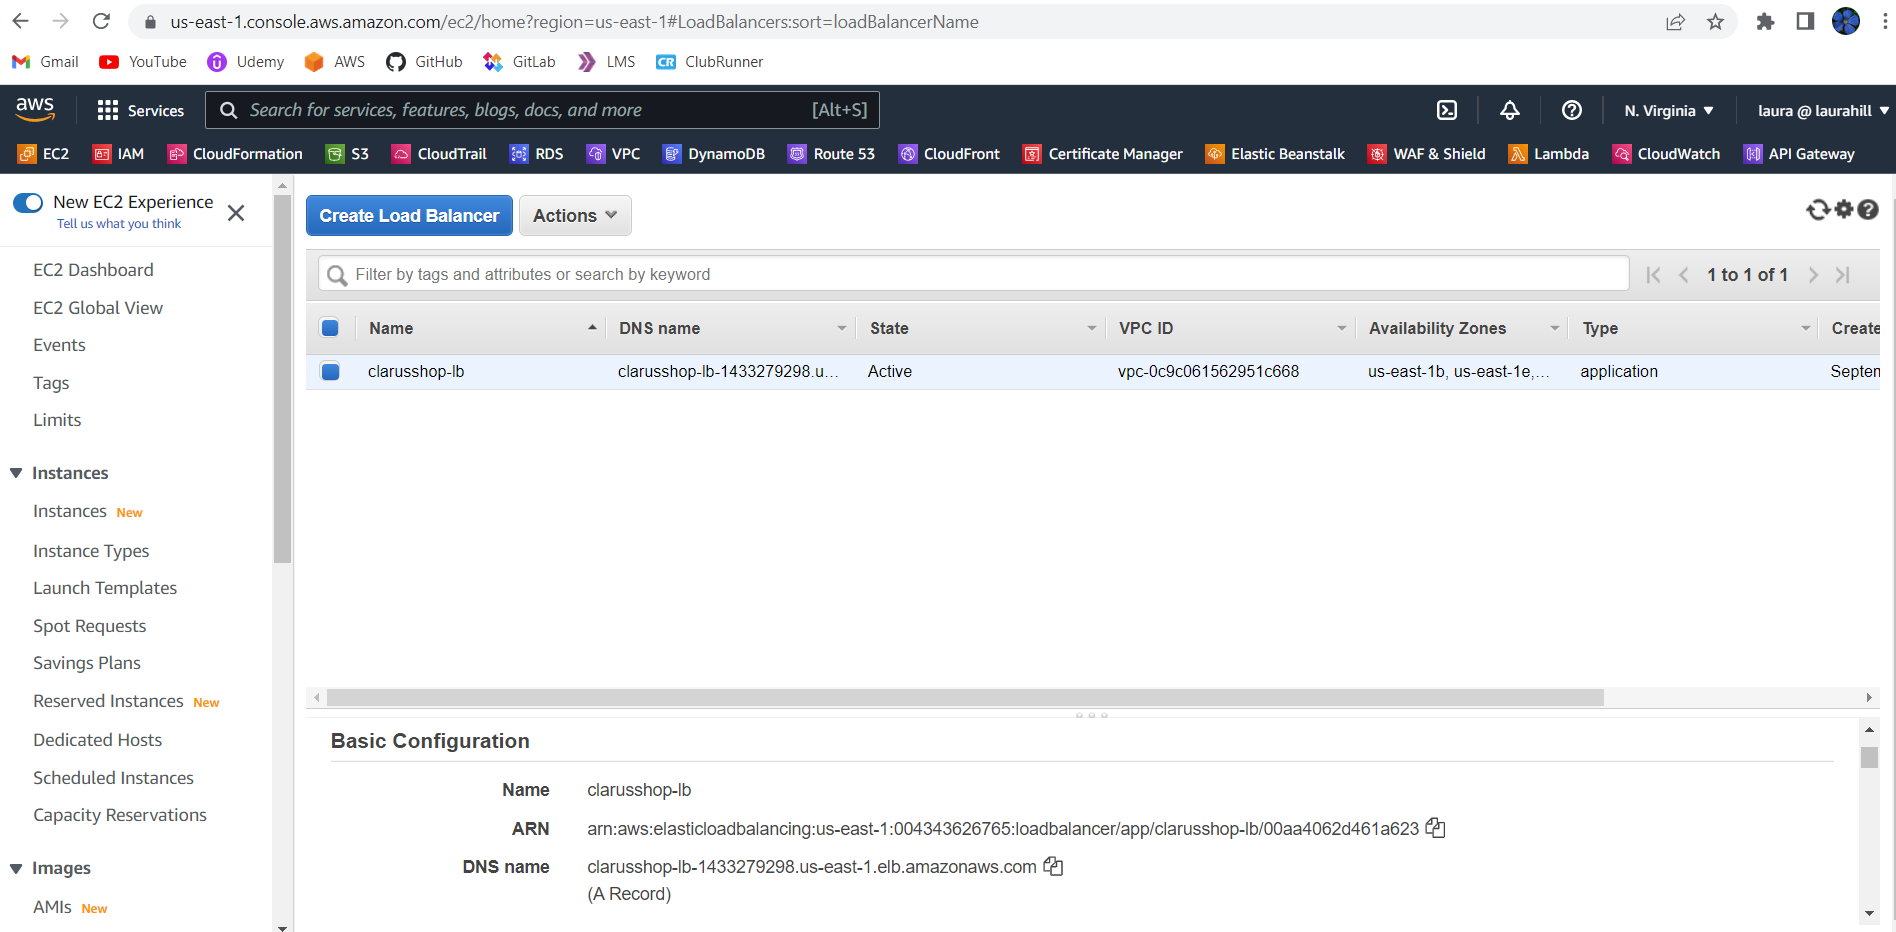 us-east-1.console.aws.amazon.com/ec2/home?region=us-east-1#LoadBalancers:sort=loadBalancerName
Gmail YouTube Udemy AWS GitHub GitLab LMS CR ClubRunner
aws Services Search for services, features, blogs, docs, and more [Alt+S] N. Virginia ▼ laura @ laurahill ▼
EC2 IAM CloudFormation S3 CloudTrail RDS VPC DynamoDB Route 53 CloudFront Certificate Manager Elastic Beanstalk WAF & Shield Lambda CloudWatch API Gateway
New EC2 Experience
Tell us what you think
EC2 Dashboard
EC2 Global View
Events
Tags
Limits
Instances
Instances New
Instance Types
Launch Templates
Spot Requests
Savings Plans
Reserved Instances New
Dedicated Hosts
Scheduled Instances
Capacity Reservations
Images
AMIs New
Create Load Balancer Actions
Filter by tags and attributes or search by keyword 1 to 1 of 1
Name DNS name State VPC ID Availability Zones Type Create
clarusshop-lb clarusshop-lb-1433279298.u... Active vpc-0c9c061562951c668 us-east-1b, us-east-1e,... application Septem
Basic Configuration
Name clarusshop-lb
ARN arn:aws:elasticloadbalancing:us-east-1:004343626765:loadbalancer/app/clarusshop-lb/00aa4062d461a623
DNS name clarusshop-lb-1433279298.us-east-1.elb.amazonaws.com
(A Record)